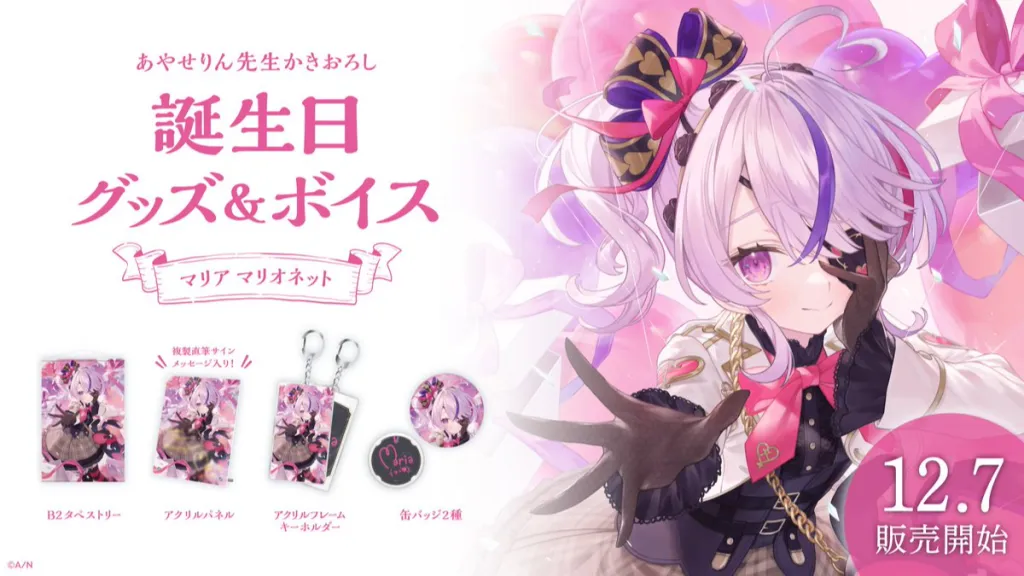 あやせりん先生かきおろし
誕生日
グッズ&ボイス
マリア マリオネット
複製直筆サイン
メッセージ入り!
Maria
B2タペストリー
アクリルパネル
アクリルフレーム
キーホルダー
缶バッジ2種
12.7
販売開始
©A/N